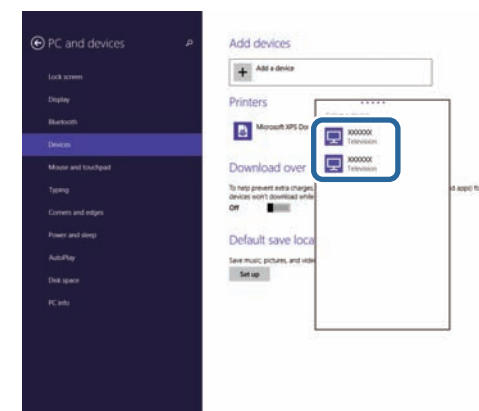 PC and devices
Lock screen
Display
Bluetooth
Devices
Mouse and touchpad
Typing
Corners and edges
Power and sleep
AutoPlay
Disk space
PC info
Add devices
Add a device
Printers
Microsoft XPS Doc
Download over
To help prevent extra charges,
d apps) f
devices won't download while
Off
Default save loca
Save music, pictures, and vide
Set up
XXXXXX
Television
XXXXXX
Television